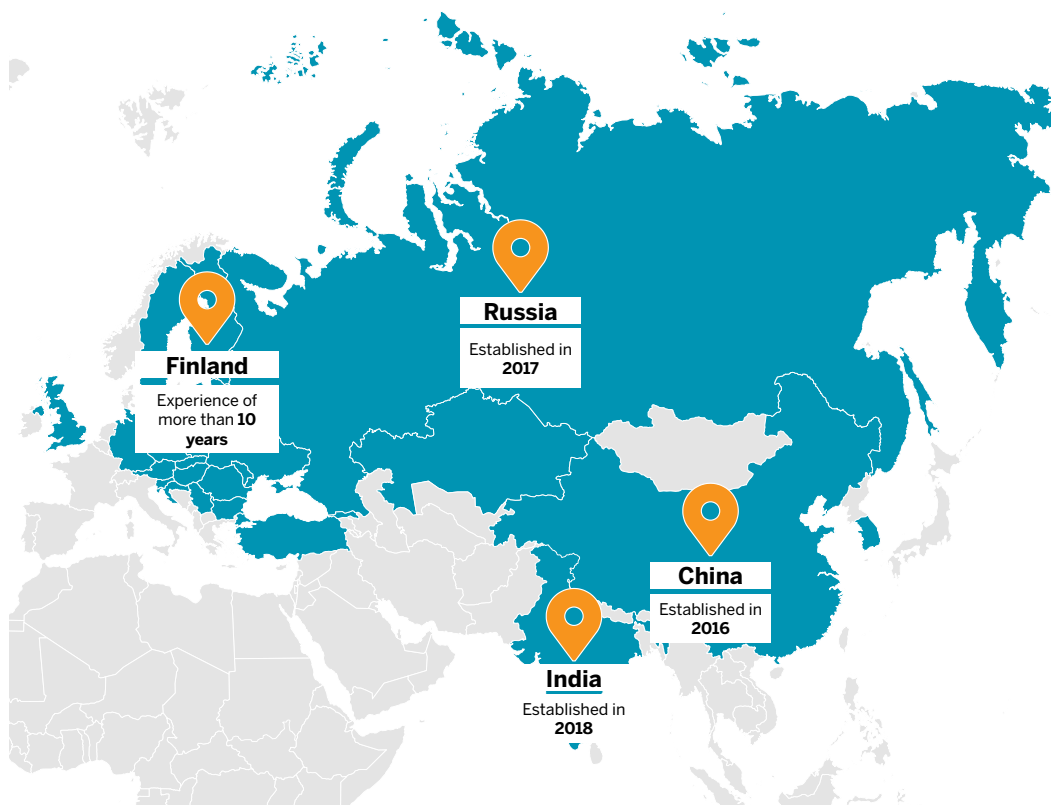 Russia
Established in
2017
Finland
Experience of
more than 10
years
China
Established in
2016
India
Established in
2018